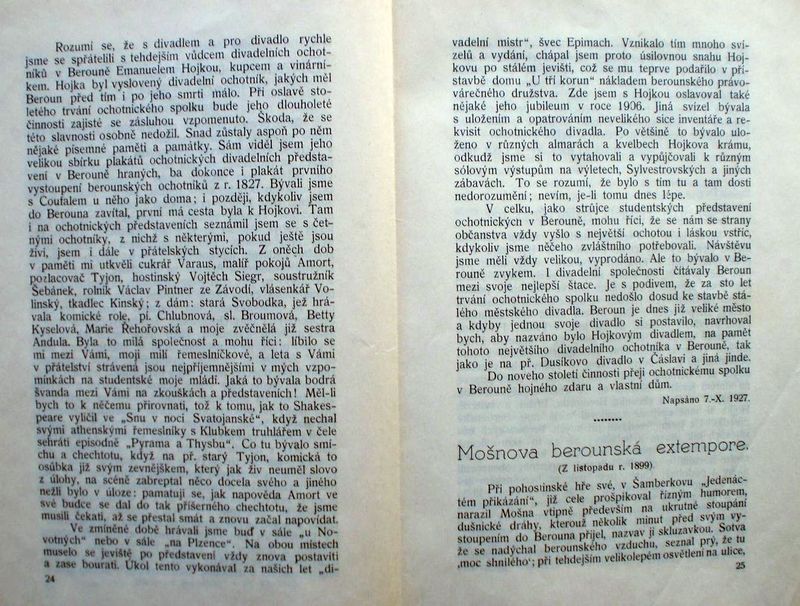 Rozumí se, že s divadlem a pro divadlo rychle
jsme se spřátelili s tehdejším vůdcem divadelních ochot-
níků v Berouně Emanuelem Hojkou, kupcem a vinární-
kem. Hojka byl vyslovený divadelní ochotník, jakých měl
Beroun před tím i po jeho smrti málo. Při oslavě sto-
letého trvání ochotnického spolku bude jeho dlouholeté
činnosti zajisté se zásluhou vzpomenuto. Škoda, že se
této slavnosti osobně nedožil. Snad zůstaly aspoň po něm
nějaké písemné paměti a památky. Sám viděl jsem jeho
velikou sbírku plakátů ochotnických divadelních předsta-
vení v Berouně hraných, ba dokonce i plakát prvního
vystoupení berounských ochotníků z r. 1827. Bývali jsme
s Coufalem u něho jako doma; i později, kdykoliv jsem
do Berouna zavítal, první má cesta byla k Hojkovi. Tam
i na ochotnických představeních seznámil jsem se s čet-
nými ochotníky, z nichž s některými, pokud ještě jsou
živi, jsem i dále v přátelských stycích. Z oněch dob
v paměti mi utkvěli cukrář Varaus, malíř pokojů Amort,
pozlacovač Tyjon, hostinský Vojtěch Siegr, soustružník
Šebánek, rolník Václav Pintner ze Závodí, vlásenkář Vo-
línský, tkadlec Kinský; z dám: stará Svobodka, jež hrá-
vala komické role, pí. Chlubnová, sl. Broumová, Betty
Kyselová, Marie Řehořovská a moje zvěčnělá již sestra
Andula. Byla to milá společnost a mohu říci: líbilo se
mi mezi Vámi, moji milí řemeslníčkové, a leta s Vámi
v přátelství strávená jsou nejpříjemnějšími v mých vzpo-
mínkách na studentské moje mládí. Jaká to bývala bodrá
švanda mezi Vámi na zkouškách a představeních! Měl-li
bych to k něčemu přirovnati, tož k tomu, jak to Shakes-
peare vylíčil ve „Snu v noci Svatojanské“, když nechal
svými athenskými řemeslníky s Klubkem truhlářem v čele
sehráti episodně „Pyrama a Thysbu“. Co tu bývalo smí-
chu a chechtotu, když na př. starý Tyjon, komická to
osůbka již svým zevnějškem, který jak živ neuměl slovo
z úlohy, na scéně zabreptal něco docela svého a jiného
nežli bylo v úloze: pamatuji se, jak napověda Amort ve
své budce se dal do tak příšerného chechtotu, že jsme
musili čekati, až se přestal smát a znovu začal napovídat.
Ve zmíněné době hrávali jsme buď v sále „u No-
votných“ nebo v sále „na Plzence“. Na obou místech
muselo se jeviště po představení vždy znova postaviti
a zase bourati. Úkol tento vykonával za našich let „di-
24
vadelní mistr“, švec Epimach. Vznikalo tím mnoho sví-
zelů a vydání, chápal jsem proto úsilovnou snahu Hoj-
kovu po stálém jevišti, což se mu teprve podařilo v pří-
stavbě domu „U tří korun“ nákladem berounského právo-
várečného družstva. Zde jsem s Hojkou oslavoval také
nějaké jeho jubileum v roce 1906. Jiná svízel bývala
s uložením a opatrováním nevelikého sice inventáře a re-
kvisit ochotnického divadla. Po většině to bývalo ulo-
ženo v různých almarách a kvelbech Hojkova krámu,
odkudž jsme si to vytahovali a vypůjčovali k různým
sólovým výstupům na výletech, Sylvestrovských a jiných
zábavách. To se rozumí, že bylo s tím tu a tam dosti
nedorozumění; nevím, je-li tomu dnes lépe.
V celku, jako strůjce studentských představení
ochotnických v Berouně, mohu říci, že se nám se strany
občanstva vždy vyšlo s největší ochotou i láskou vstříc,
kdykoliv jsme něčeho zvláštního potřebovali. Návštěvu
jsme měli vždy velikou, vyprodáno. Ale to bývalo v Be-
rouně zvykem. I divadelní společnosti čítávaly Beroun
mezi svoje nejlepší štace. Je s podivem, že za sto let
trvání ochotnického spolku nedošlo dosud ke stavbě stá-
lého městského divadla. Beroun je dnes již veliké město
a kdyby jednou svoje divadlo si postavilo, navrhoval
bych, aby nazváno bylo Hojkovým divadlem, na paměť
tohoto největšího divadelního ochotníka v Berouně, tak
jako je na př. Dusíkovo divadlo v Čáslavi a jiná jinde.
Do nového století činnosti přeji ochotnickému spolku
v Berouně hojného zdaru a vlastní dům.
Napsáno 7.-X. 1927.
Mošnova berounská extempore.
(Z listopadu r. 1899).
Při pohostinské hře své, v Šamberkovu „Jedenác-
tém přikázání“, již cele prošpikoval řízným humorem,
narazil Mošna vtipně především na ukrutné stoupání
vzdušnické dráhy, kterouž několik minut před svým vy-
stoupením do Berouna přijel, nazvav ji skluzavkou. Sotva
že se nadýchal berounského vzduchu, seznal prý, že tu
„moc shnilého“; při tehdejším velikolepém osvětlení na ulice,
25